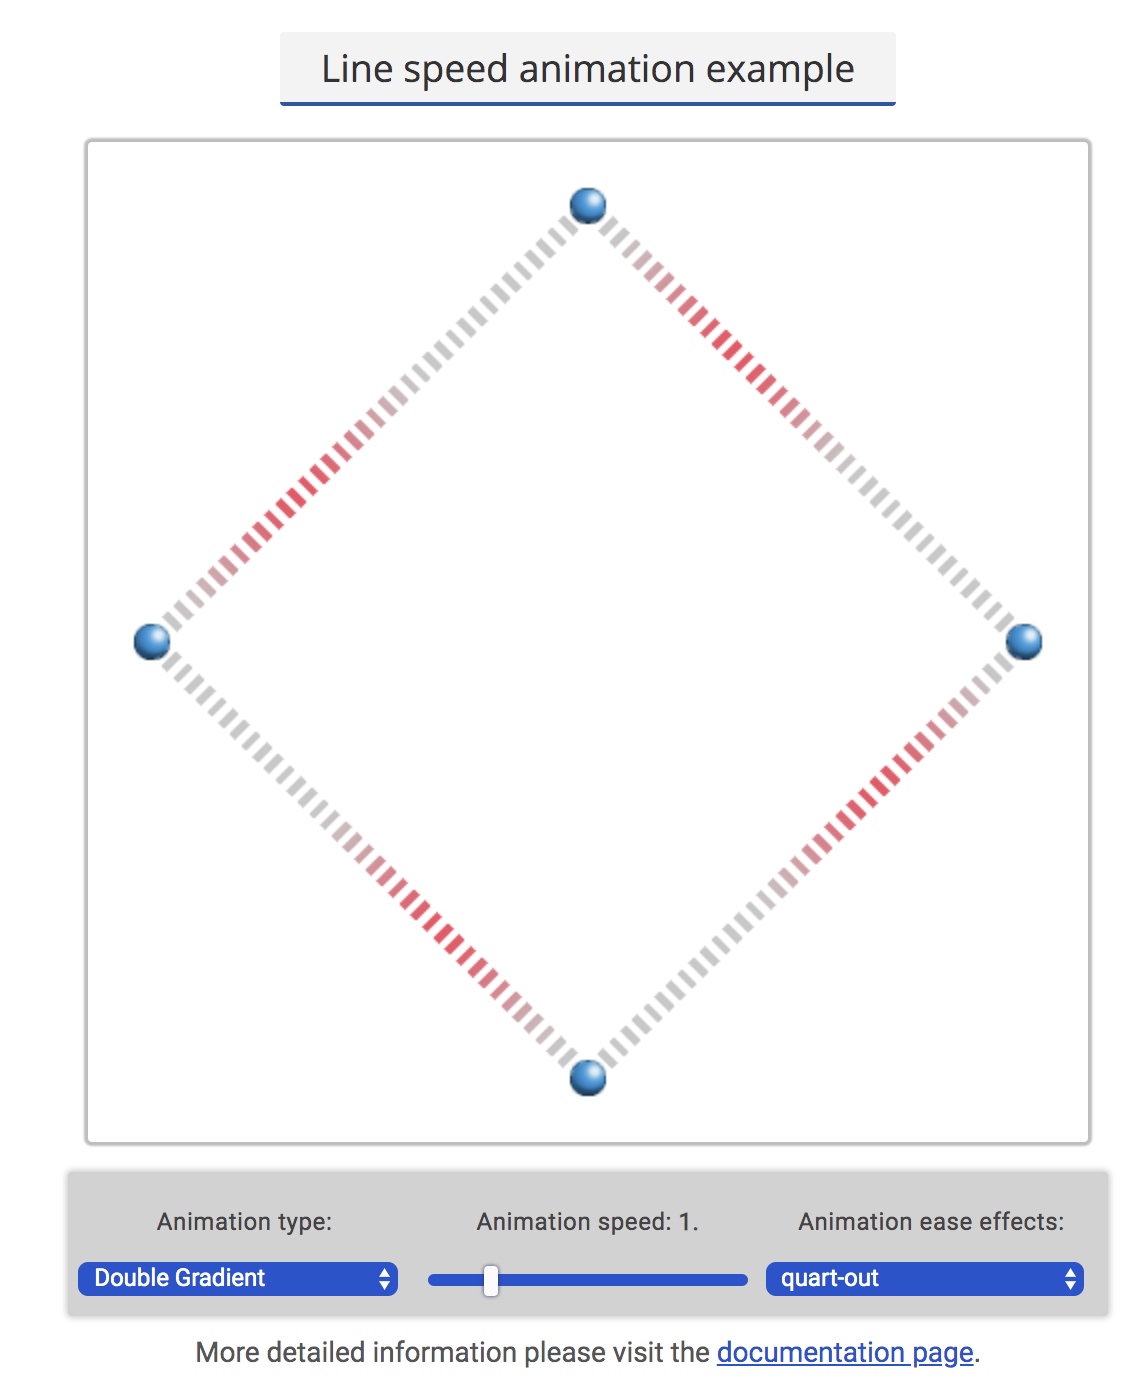 Line speed animation example
Animation type:
Animation speed: 1.
Animation ease effects:
Double Gradient
quart-out
More detailed information please visit the documentation page.